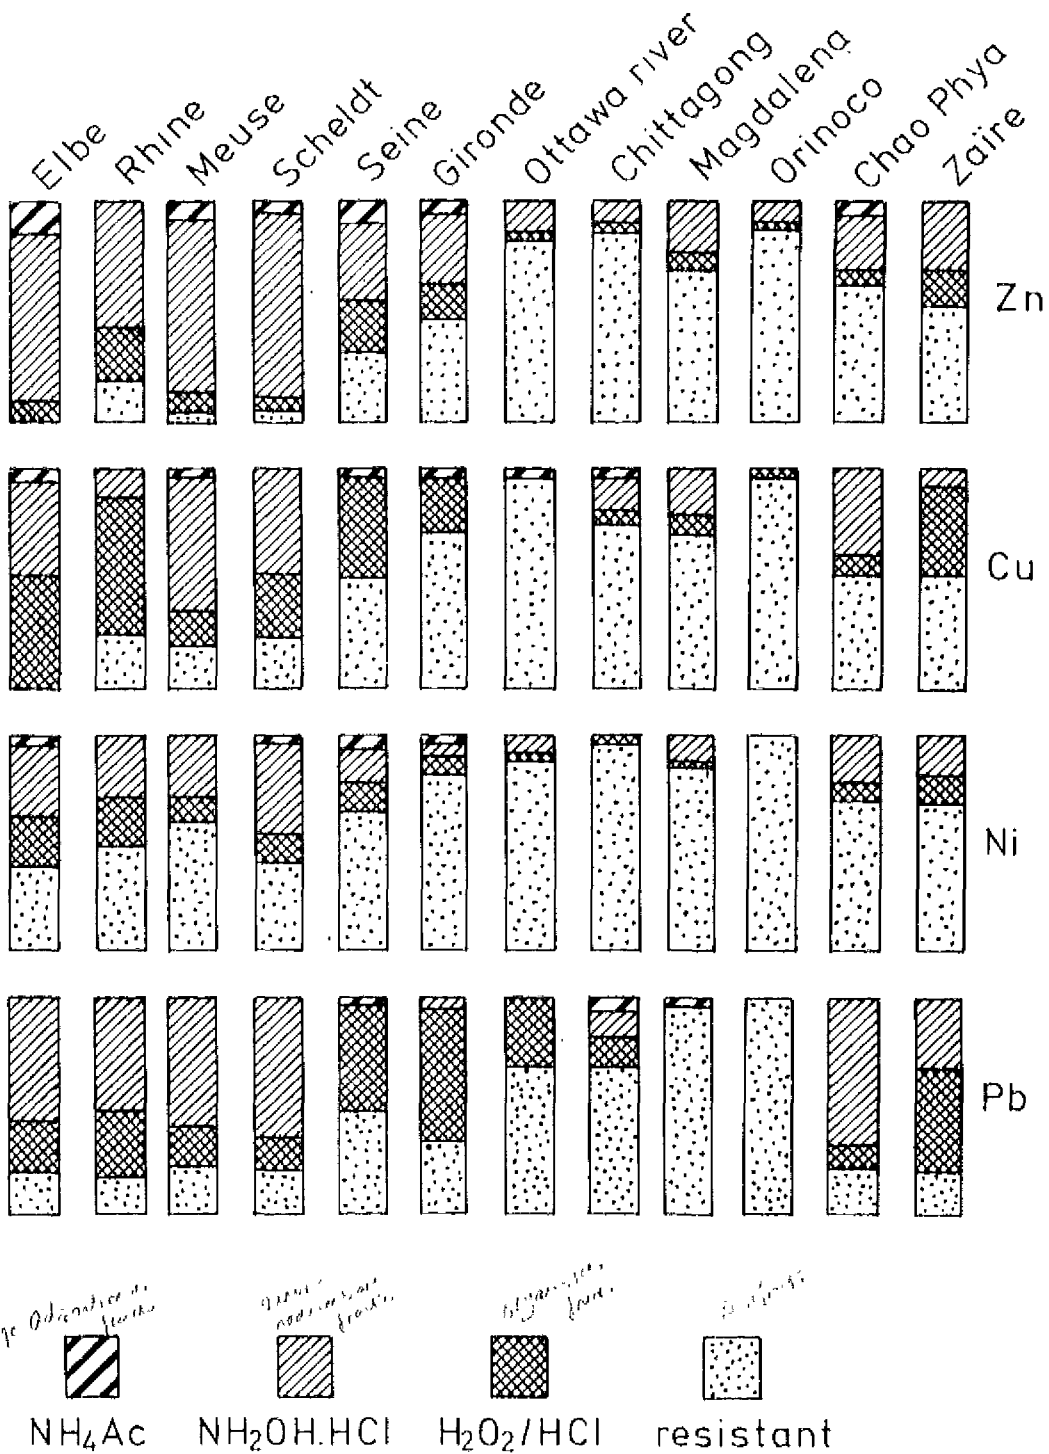 Elbe Rhine Meuse Scheldt Seine Gironde Ottawa river Chittagong Magdalena Orinoco Chao Phya Zaïre
Zn
Cu
Ni
Pb
NH₄Ac NH₂OH.HCl H₂O₂/HCl resistant